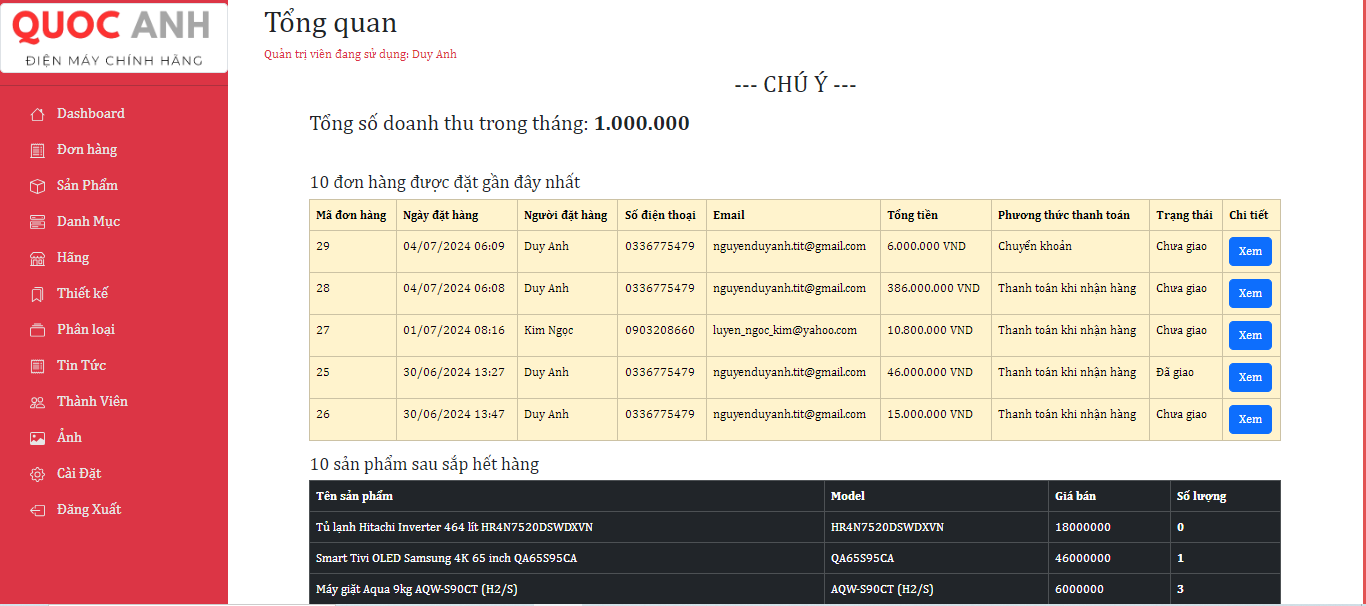 QUOC ANH
ĐIỆN MÁY CHÍNH HÃNG
Dashboard
Đơn hàng
Sản Phẩm
Danh Mục
Hãng
Thiết kế
Phân loại
Tin Tức
Thành Viên
Ảnh
Cài Đặt
Đăng Xuất
Tổng quan
Quản trị viên đang sử dụng: Duy Anh
--- CHÚ Ý ---
Tổng số doanh thu trong tháng: 1.000.000
10 đơn hàng được đặt gần đây nhất
Mã đơn hàng Ngày đặt hàng Người đặt hàng Số điện thoại Email Tổng tiền Phương thức thanh toán Trạng thái Chi tiết
29 04/07/2024 06:09 Duy Anh 0336775479 nguyenduyanh.tit@gmail.com 6.000.000 VND Chuyển khoản Chưa giao Xem
28 04/07/2024 06:08 Duy Anh 0336775479 nguyenduyanh.tit@gmail.com 386.000.000 VND Thanh toán khi nhận hàng Chưa giao Xem
27 01/07/2024 08:16 Kim Ngọc 0903208660 luyen_ngoc_kim@yahoo.com 10.800.000 VND Thanh toán khi nhận hàng Chưa giao Xem
25 30/06/2024 13:27 Duy Anh 0336775479 nguyenduyanh.tit@gmail.com 46.000.000 VND Thanh toán khi nhận hàng Đã giao Xem
26 30/06/2024 13:47 Duy Anh 0336775479 nguyenduyanh.tit@gmail.com 15.000.000 VND Thanh toán khi nhận hàng Chưa giao Xem
10 sản phẩm sau sắp hết hàng
Tên sản phẩm Model Giá bán Số lượng
Tủ lạnh Hitachi Inverter 464 lít HR4N7520DSWDXVN HR4N7520DSWDXVN 18000000 0
Smart Tivi OLED Samsung 4K 65 inch QA65S95CA QA65S95CA 46000000 1
Máy giặt Aqua 9kg AQW-S90CT (H2/S) AQW-S90CT (H2/S) 6000000 3